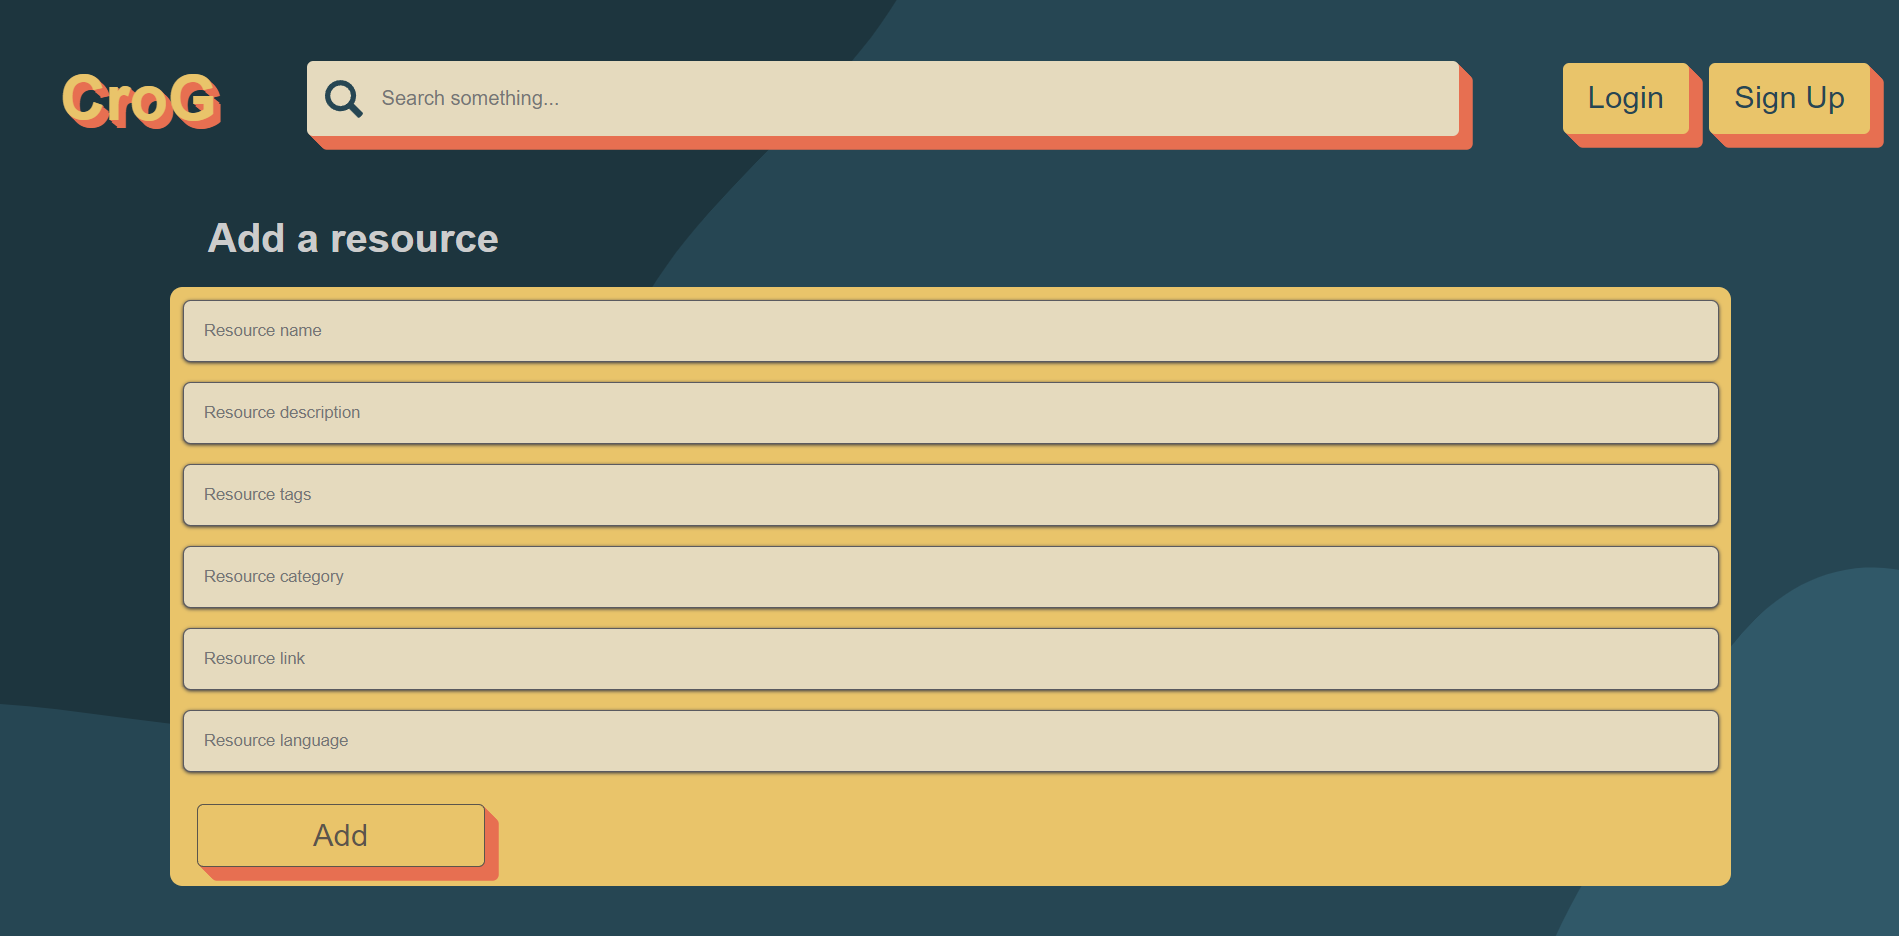 CroG
Search something...
Login
Sign Up
Add a resource
Resource name
Resource description
Resource tags
Resource category
Resource link
Resource language
Add